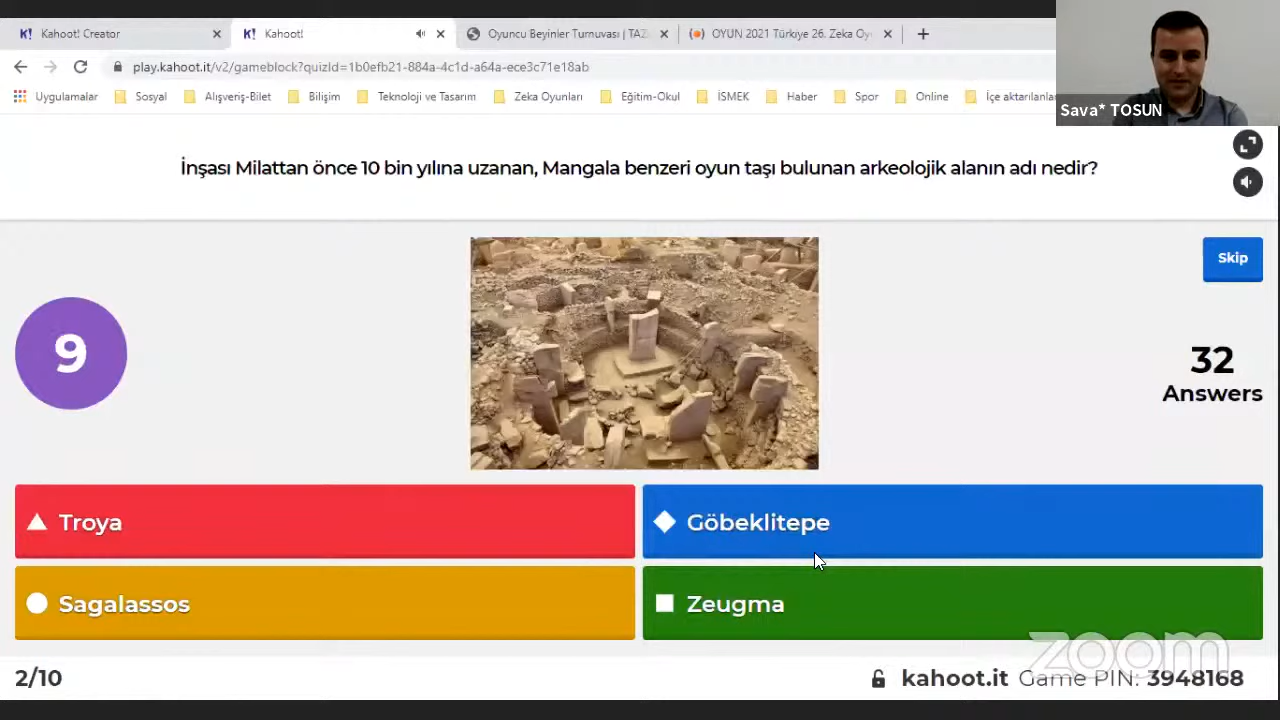 Kahoot! Creator
Kahoot!
Oyuncu Beyinler Turnuvası | TAZ
OYUN 2021 Türkiye 26. Zeka Oy
play.kahoot.it/v2/gameblock?quizId=1b0efb21-884a-4c1d-a64a-ece3c71e18ab
Uygulamalar Sosyal Alışveriş-Bilet Bilişim Teknoloji ve Tasarım Zeka Oyunları Eğitim-Okul İSMEK Haber Spor Online İçe aktarılanlar
Sava* TOSUN
İnşası Milattan önce 10 bin yılına uzanan, Mangala benzeri oyun taşı bulunan arkeolojik alanın adı nedir?
Skip
9
32
Answers
Troya
Göbeklitepe
Sagalassos
Zeugma
zoom
2/10
kahoot.it Game PIN: 3948168